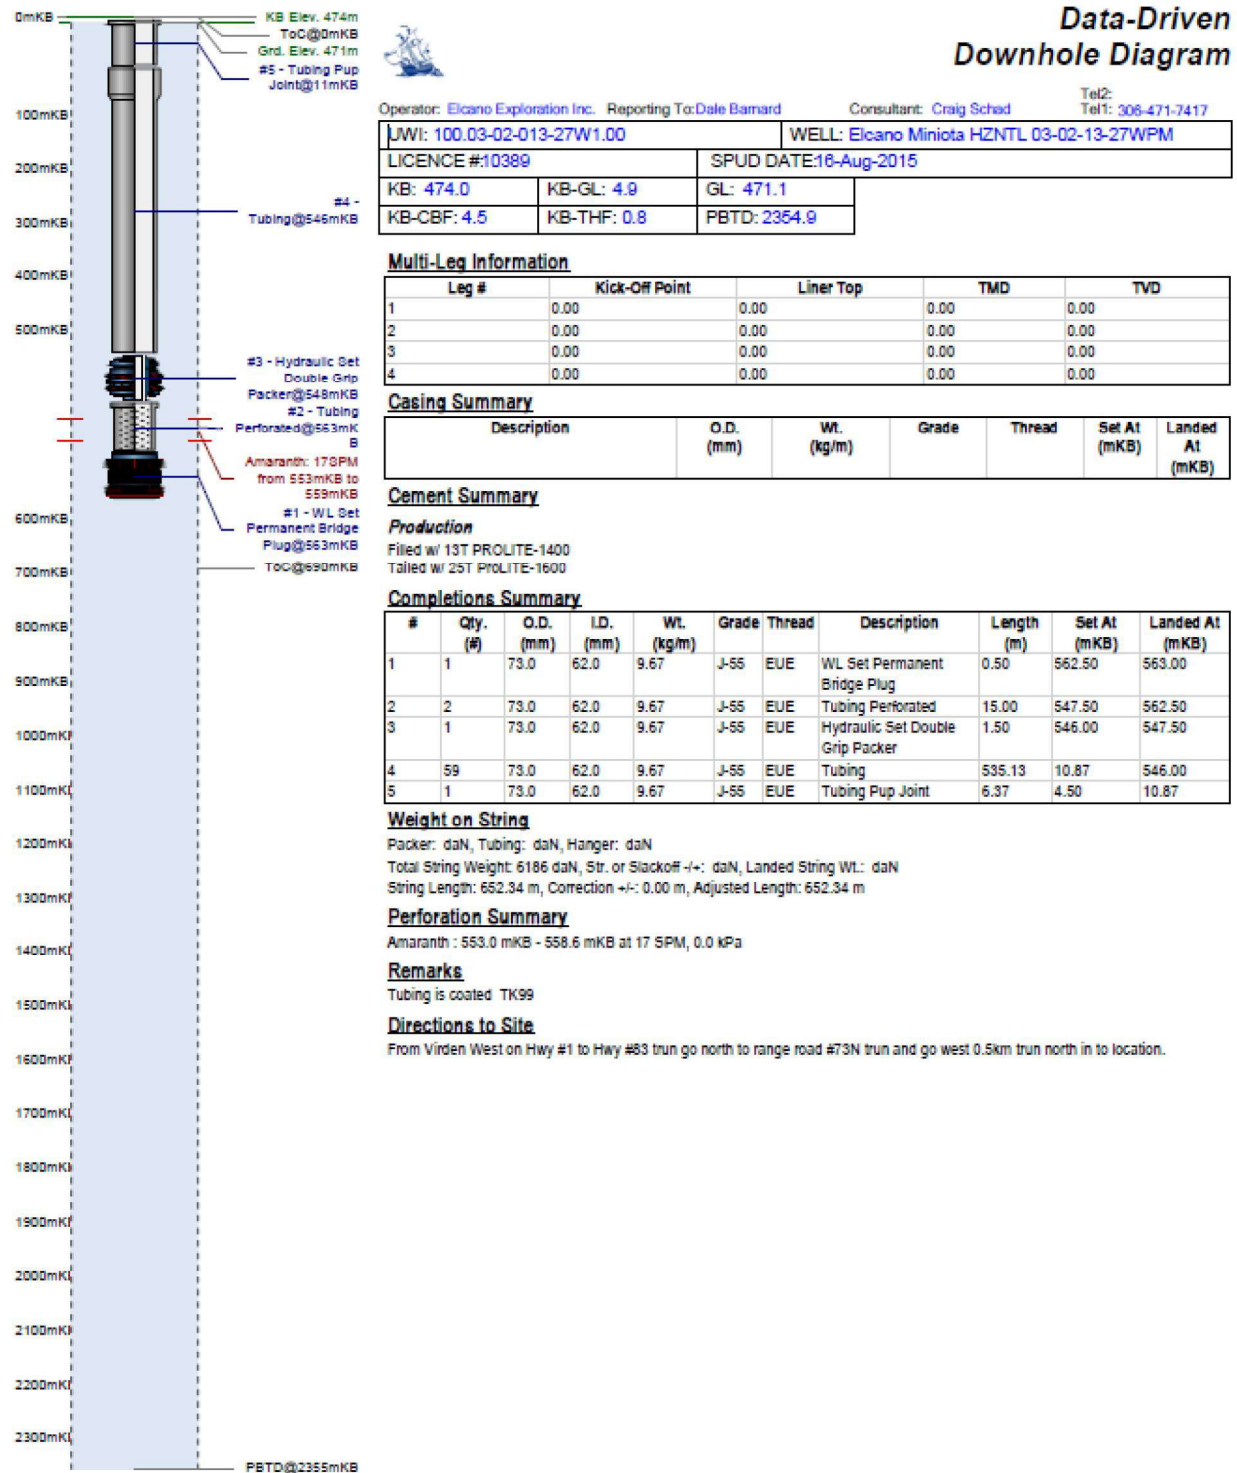 Data-Driven
Downhole Diagram
Tel2:
Operator: Elcano Exploration Inc. Reporting To: Dale Barnard Consultant: Craig Schad Tel1: 306-471-7417
UWI: 100.03-02-013-27W1.00 WELL: Elcano Miniota HZNTL 03-02-13-27WPM
LICENCE #:10389 SPUD DATE:16-Aug-2015
KB: 474.0 KB-GL: 4.9 GL: 471.1
KB-CBF: 4.5 KB-THF: 0.8 PBTD: 2354.9
0mKB
100mKB
200mKB
300mKB
400mKB
500mKB
600mKB
700mKB
800mKB
900mKB
1000mKB
1100mKB
1200mKB
1300mKB
1400mKB
1500mKB
1600mKB
1700mKB
1800mKB
1900mKB
2000mKB
2100mKB
2200mKB
2300mKB
KB Elev. 474m
ToC@0mKB
Grd. Elev. 471m
#5 - Tubing Pup
Joint@11mKB
#4 -
Tubing@546mKB
#3 - Hydraulic Set
Double Grip
Packer@548mKB
#2 - Tubing
Perforated@563mK
B
Amaranth: 17SPM
from 553mKB to
559mKB
#1 - WL Set
Permanent Bridge
Plug@563mKB
ToC@690mKB
PBTD@2355mKB
Multi-Leg Information
Leg # Kick-Off Point Liner Top TMD TVD
1 0.00 0.00 0.00 0.00
2 0.00 0.00 0.00 0.00
3 0.00 0.00 0.00 0.00
4 0.00 0.00 0.00 0.00
Casing Summary
Description O.D. Wt. Grade Thread Set At Landed
(mm) (kg/m) (mKB) At
(mKB)
Cement Summary
Production
Filled w/ 13T PROLITE-1400
Tailed w/ 25T ProLITE-1600
Completions Summary
# Qty. O.D. I.D. Wt. Grade Thread Description Length Set At Landed At
(#) (mm) (mm) (kg/m) (m) (mKB) (mKB)
1 1 73.0 62.0 9.67 J-55 EUE WL Set Permanent 0.50 562.50 563.00
Bridge Plug
2 2 73.0 62.0 9.67 J-55 EUE Tubing Perforated 15.00 547.50 562.50
3 1 73.0 62.0 9.67 J-55 EUE Hydraulic Set Double 1.50 546.00 547.50
Grip Packer
4 59 73.0 62.0 9.67 J-55 EUE Tubing 535.13 10.87 546.00
5 1 73.0 62.0 9.67 J-55 EUE Tubing Pup Joint 6.37 4.50 10.87
Weight on String
Packer: daN, Tubing: daN, Hanger: daN
Total String Weight: 6186 daN, Str. or Slackoff -/+: daN, Landed String Wt.: daN
String Length: 652.34 m, Correction +/-: 0.00 m, Adjusted Length: 652.34 m
Perforation Summary
Amaranth : 553.0 mKB - 558.6 mKB at 17 SPM, 0.0 kPa
Remarks
Tubing is coated TK99
Directions to Site
From Virden West on Hwy #1 to Hwy #83 trun go north to range road #73N trun and go west 0.5km trun north in to location.